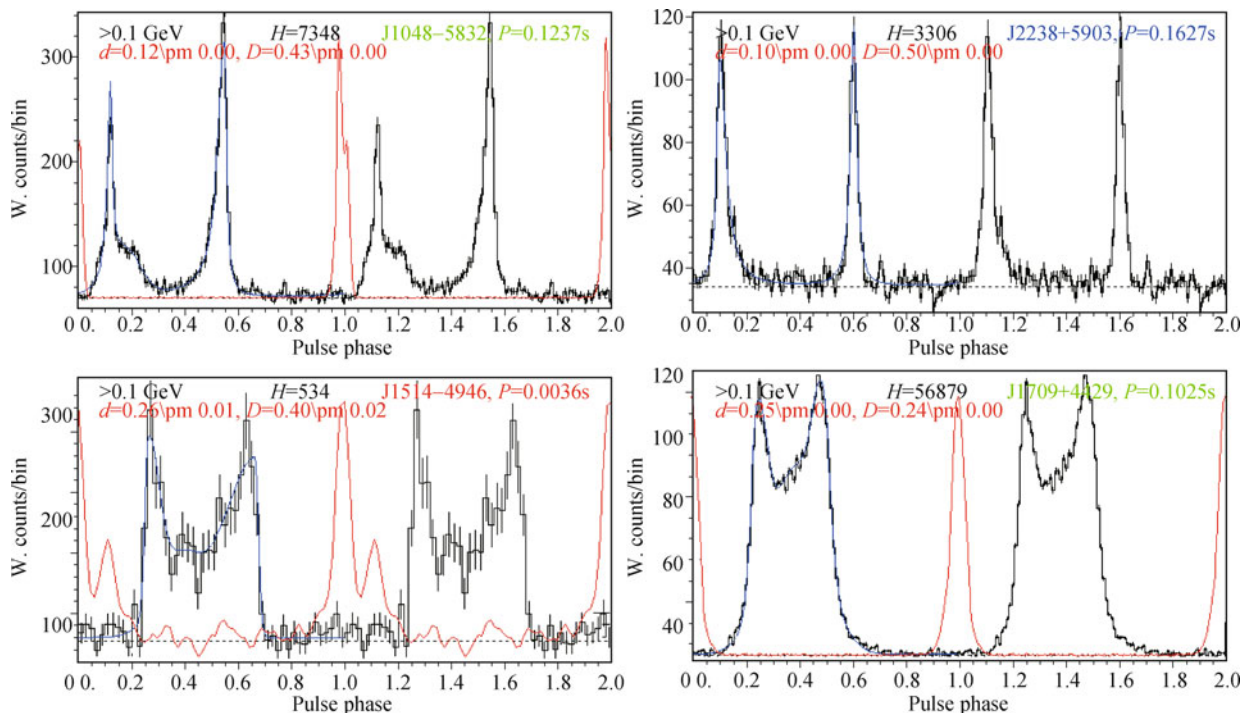 >0.1 GeV H=7348 J1048−5832, P=0.1237s
d=0.12\pm 0.00, D=0.43\pm 0.00
W. counts/bin
300
200
100
0 0. 0.2 0.4 0.6 0.8 1.0 1.2 1.4 1.6 1.8 2.0
Pulse phase
>0.1 GeV H=3306 J2238+5903, P=0.1627s
d=0.10\pm 0.00, D=0.50\pm 0.00
W. counts/bin
120
100
80
60
40
0 0. 0.2 0.4 0.6 0.8 1.0 1.2 1.4 1.6 1.8 2.0
Pulse phase
>0.1 GeV H=534 J1514−4946, P=0.0036s
d=0.26\pm 0.01, D=0.40\pm 0.02
W. counts/bin
300
200
100
0 0. 0.2 0.4 0.6 0.8 1.0 1.2 1.4 1.6 1.8 2.0
Pulse phase
>0.1 GeV H=56879 J1709+4429, P=0.1025s
d=0.25\pm 0.00, D=0.24\pm 0.00
W. counts/bin
120
100
80
60
40
0 0. 0.2 0.4 0.6 0.8 1.0 1.2 1.4 1.6 1.8 2.0
Pulse phase